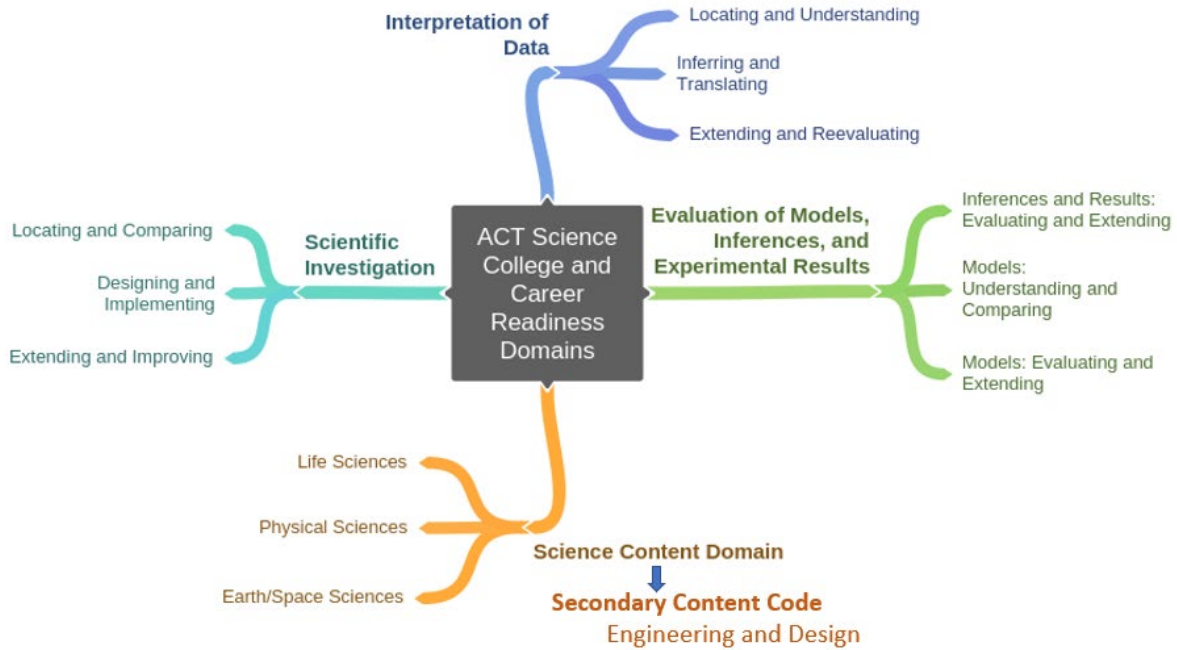 Interpretation of
Data
Locating and Understanding
Inferring and
Translating
Extending and Reevaluating
ACT Science
College and
Career
Readiness
Domains
Evaluation of Models,
Inferences, and
Experimental Results
Inferences and Results:
Evaluating and Extending
Models:
Understanding and
Comparing
Models: Evaluating and
Extending
Scientific
Investigation
Locating and Comparing
Designing and
Implementing
Extending and Improving
Life Sciences
Physical Sciences
Earth/Space Sciences
Science Content Domain
Secondary Content Code
Engineering and Design